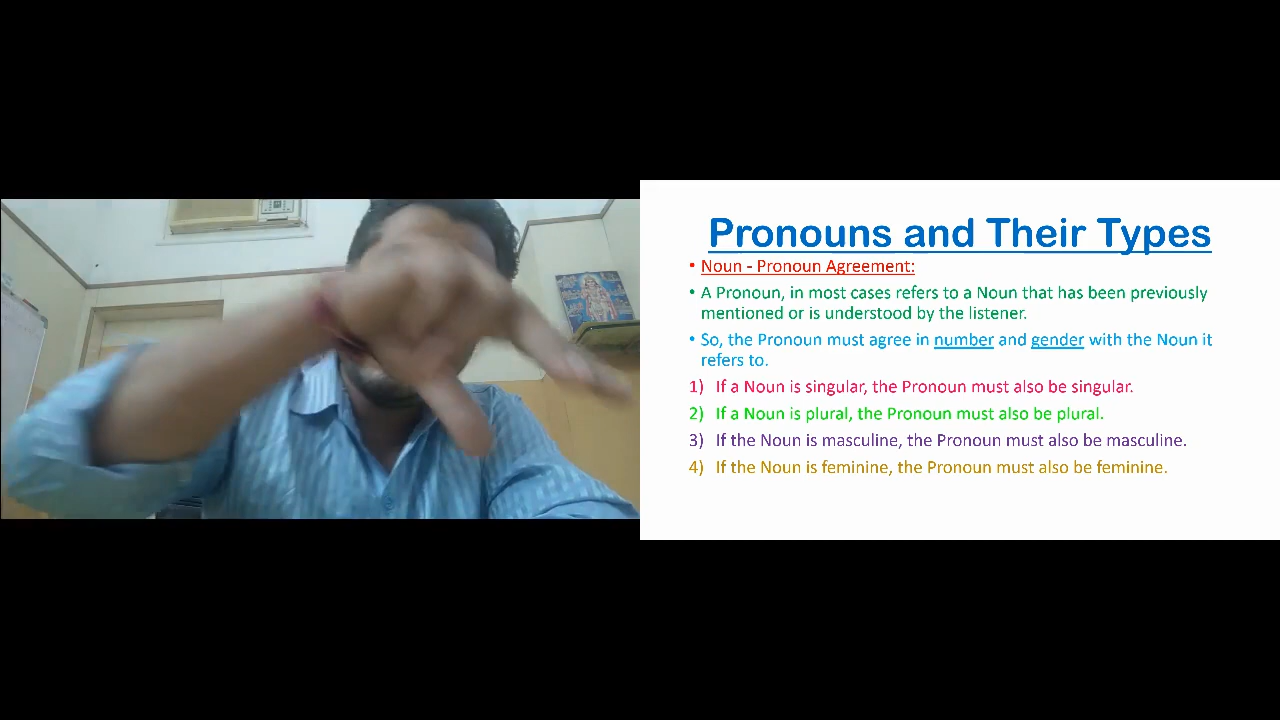 Pronouns and Their Types
• Noun - Pronoun Agreement:
• A Pronoun, in most cases refers to a Noun that has been previously
mentioned or is understood by the listener.
• So, the Pronoun must agree in number and gender with the Noun it
refers to.
1) If a Noun is singular, the Pronoun must also be singular.
2) If a Noun is plural, the Pronoun must also be plural.
3) If the Noun is masculine, the Pronoun must also be masculine.
4) If the Noun is feminine, the Pronoun must also be feminine.